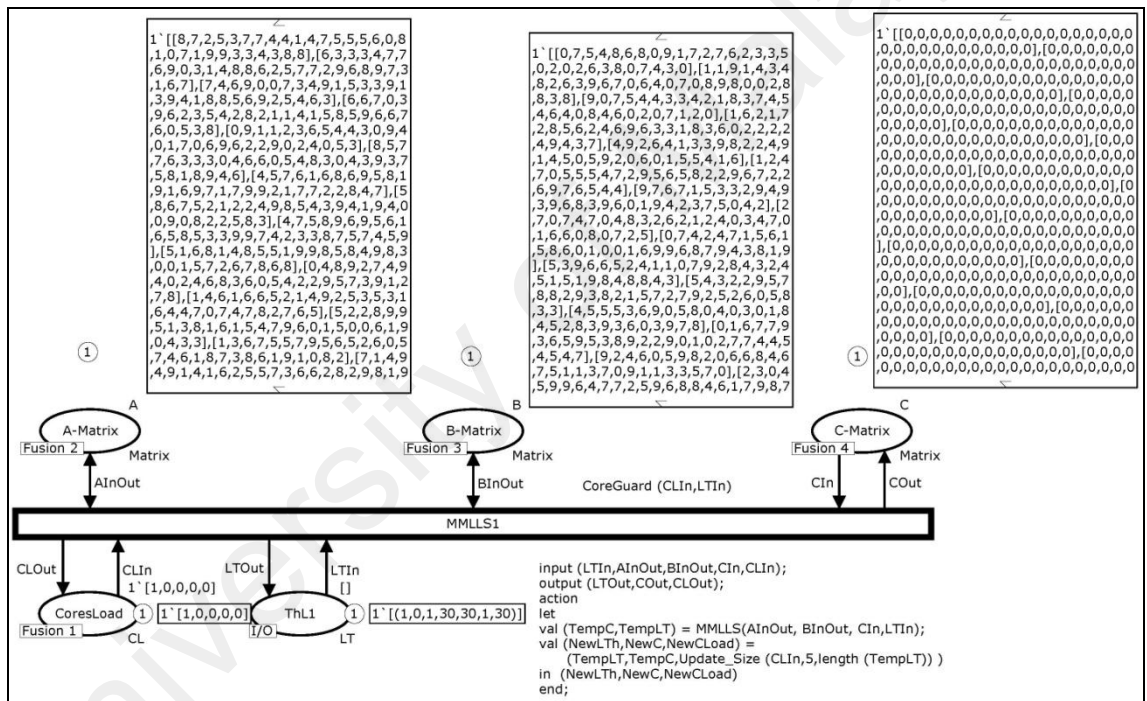 1`[[8,7,2,5,3,7,7,4,4,1,4,7,5,5,5,6,0,8
,1,0,7,1,9,9,3,3,4,3,8,8],[6,3,3,3,4,7,7
,6,9,0,3,1,4,8,8,6,2,5,7,7,2,9,6,8,9,7,3
,1,6,7],[7,4,6,9,0,0,7,3,4,9,1,5,3,3,9,1
,3,9,4,1,8,8,5,6,9,2,5,4,6,3],[6,6,7,0,3
,9,6,2,3,5,4,2,8,2,1,1,4,1,5,8,5,9,6,6,7
,6,0,5,3,8],[0,9,1,1,2,3,6,5,4,4,3,0,9,4
,0,1,7,0,6,9,6,2,2,9,0,2,4,0,5,3],[8,5,7
,7,6,3,3,3,0,4,6,6,0,5,4,8,3,0,4,3,9,3,7
,5,8,1,8,9,4,6],[4,5,7,6,1,6,8,6,9,5,8,1
,9,1,6,9,7,1,7,9,9,2,1,7,7,2,2,8,4,7],[5
,8,6,7,5,2,1,2,2,4,9,8,5,4,3,9,4,1,9,4,0
,0,9,0,8,2,2,5,8,3],[4,7,5,8,9,6,9,5,6,1
,6,5,8,5,3,3,9,9,7,4,2,3,3,8,7,5,7,4,5,9
],[5,1,6,8,1,4,8,5,5,1,9,9,8,5,8,4,9,8,3
,0,0,1,5,7,2,6,7,8,6,8],[0,4,8,9,2,7,4,9
,4,0,2,4,6,8,3,6,0,5,4,2,2,9,5,7,3,9,1,2
,7,8],[1,4,6,1,6,6,5,2,1,4,9,2,5,3,5,3,1
,6,4,4,7,0,7,4,7,8,2,7,6,5],[5,2,2,8,9,9
,5,1,3,8,1,6,1,5,4,7,9,6,0,1,5,0,0,6,1,9
,0,4,3,3],[1,3,6,7,5,5,7,9,5,6,5,2,6,0,5
,7,4,6,1,8,7,3,8,6,1,9,1,0,8,2],[7,1,4,9
,4,9,1,4,1,6,2,5,5,7,3,6,6,2,8,2,9,8,1,9
1`[[0,7,5,4,8,6,8,0,9,1,7,2,7,6,2,3,3,5
,0,2,0,2,6,3,8,0,7,4,3,0],[1,1,9,1,4,3,4
,8,2,6,3,9,6,7,0,6,4,0,7,0,8,9,8,0,0,2,8
,8,3,8],[9,0,7,5,4,4,3,3,4,2,1,8,3,7,4,5
,4,6,4,0,8,4,6,0,2,0,7,1,2,0],[1,6,2,1,7
,2,8,5,6,2,4,6,9,6,3,3,1,8,3,6,0,2,2,2,2
,4,9,4,3,7],[4,9,2,6,4,1,3,3,9,8,2,2,4,9
,1,4,5,0,5,9,2,0,6,0,1,5,5,4,1,6],[1,2,4
,7,0,5,5,5,4,7,2,9,5,6,5,8,2,2,9,6,7,2,2
,6,9,7,6,5,4,4],[9,7,6,7,1,5,3,3,2,9,4,9
,3,9,6,8,3,9,6,0,1,9,4,2,3,7,5,0,4,2],[2
,7,0,7,4,7,0,4,8,3,2,6,2,1,2,4,0,3,4,7,0
,1,6,6,0,8,0,7,2,5],[0,7,4,2,4,7,1,5,6,1
,5,8,6,0,1,0,0,1,6,9,9,6,8,7,9,4,3,8,1,9
],[5,3,9,6,6,5,2,4,1,1,0,7,9,2,8,4,3,2,4
,5,1,5,1,9,8,4,8,8,4,3],[5,4,3,2,2,9,5,7
,8,8,2,9,3,8,2,1,5,7,2,7,9,2,5,2,6,0,5,8
,3,3],[4,5,5,5,3,6,9,0,5,8,0,4,0,3,0,1,8
,4,5,2,8,3,9,3,6,0,3,9,7,8],[0,1,6,7,7,9
,3,6,5,9,5,3,8,9,2,2,9,0,1,0,2,7,7,4,4,5
,4,5,4,7],[9,2,4,6,0,5,9,8,2,0,6,6,8,4,6
,7,5,1,1,3,7,0,9,1,1,3,3,5,7,0],[2,3,0,4
,5,9,9,6,4,7,7,2,5,9,6,8,8,4,6,1,7,9,8,7
1`[[0,0,0,0,0,0,0,0,0,0,0,0,0,0,0,0,0,0
,0,0,0,0,0,0,0,0,0,0,0,0],[0,0,0,0,0,0,0
,0,0,0,0,0,0,0,0,0,0,0,0,0,0,0,0,0,0,0,0
,0,0,0],[0,0,0,0,0,0,0,0,0,0,0,0,0,0,0,0
,0,0,0,0,0,0,0,0,0,0,0,0,0,0],[0,0,0,0,0
,0,0,0,0,0,0,0,0,0,0,0,0,0,0,0,0,0,0,0,0
,0,0,0,0,0],[0,0,0,0,0,0,0,0,0,0,0,0,0,0
,0,0,0,0,0,0,0,0,0,0,0,0,0,0,0,0],[0,0,0
,0,0,0,0,0,0,0,0,0,0,0,0,0,0,0,0,0,0,0,0
,0,0,0,0,0,0,0],[0,0,0,0,0,0,0,0,0,0,0,0
,0,0,0,0,0,0,0,0,0,0,0,0,0,0,0,0,0,0],[0
,0,0,0,0,0,0,0,0,0,0,0,0,0,0,0,0,0,0,0,0
,0,0,0,0,0,0,0,0,0],[0,0,0,0,0,0,0,0,0,0
,0,0,0,0,0,0,0,0,0,0,0,0,0,0,0,0,0,0,0,0
],[0,0,0,0,0,0,0,0,0,0,0,0,0,0,0,0,0,0,0
,0,0,0,0,0,0,0,0,0,0,0],[0,0,0,0,0,0,0,0
,0,0,0,0,0,0,0,0,0,0,0,0,0,0,0,0,0,0,0,0
,0,0],[0,0,0,0,0,0,0,0,0,0,0,0,0,0,0,0,0
,0,0,0,0,0,0,0,0,0,0,0,0,0],[0,0,0,0,0,0
,0,0,0,0,0,0,0,0,0,0,0,0,0,0,0,0,0,0,0,0
,0,0,0,0],[0,0,0,0,0,0,0,0,0,0,0,0,0,0,0
,0,0,0,0,0,0,0,0,0,0,0,0,0,0,0],[0,0,0,0
,0,0,0,0,0,0,0,0,0,0,0,0,0,0,0,0,0,0,0,0
1
1
1
A
B
C
A-Matrix
B-Matrix
C-Matrix
Fusion 2
Matrix
Fusion 3
Matrix
Fusion 4
Matrix
AInOut
BInOut
CoreGuard (CLIn,LTIn)
CIn
COut
MMLLS1
CLOut
CLIn
LTOut
LTIn
1`[1,0,0,0,0]
[]
CoresLoad
1
1`[1,0,0,0,0]
ThL1
1
1`[(1,0,1,30,30,1,30)]
Fusion 1
CL
I/O
LT
input (LTIn,AInOut,BInOut,CIn,CLIn);
output (LTOut,COut,CLOut);
action
let
val (TempC,TempLT) = MMLLS(AInOut, BInOut, CIn,LTIn);
val (NewLTh,NewC,NewCLoad) =
(TempLT,TempC,Update_Size (CLIn,5,length (TempLT)) )
in (NewLTh,NewC,NewCLoad)
end;